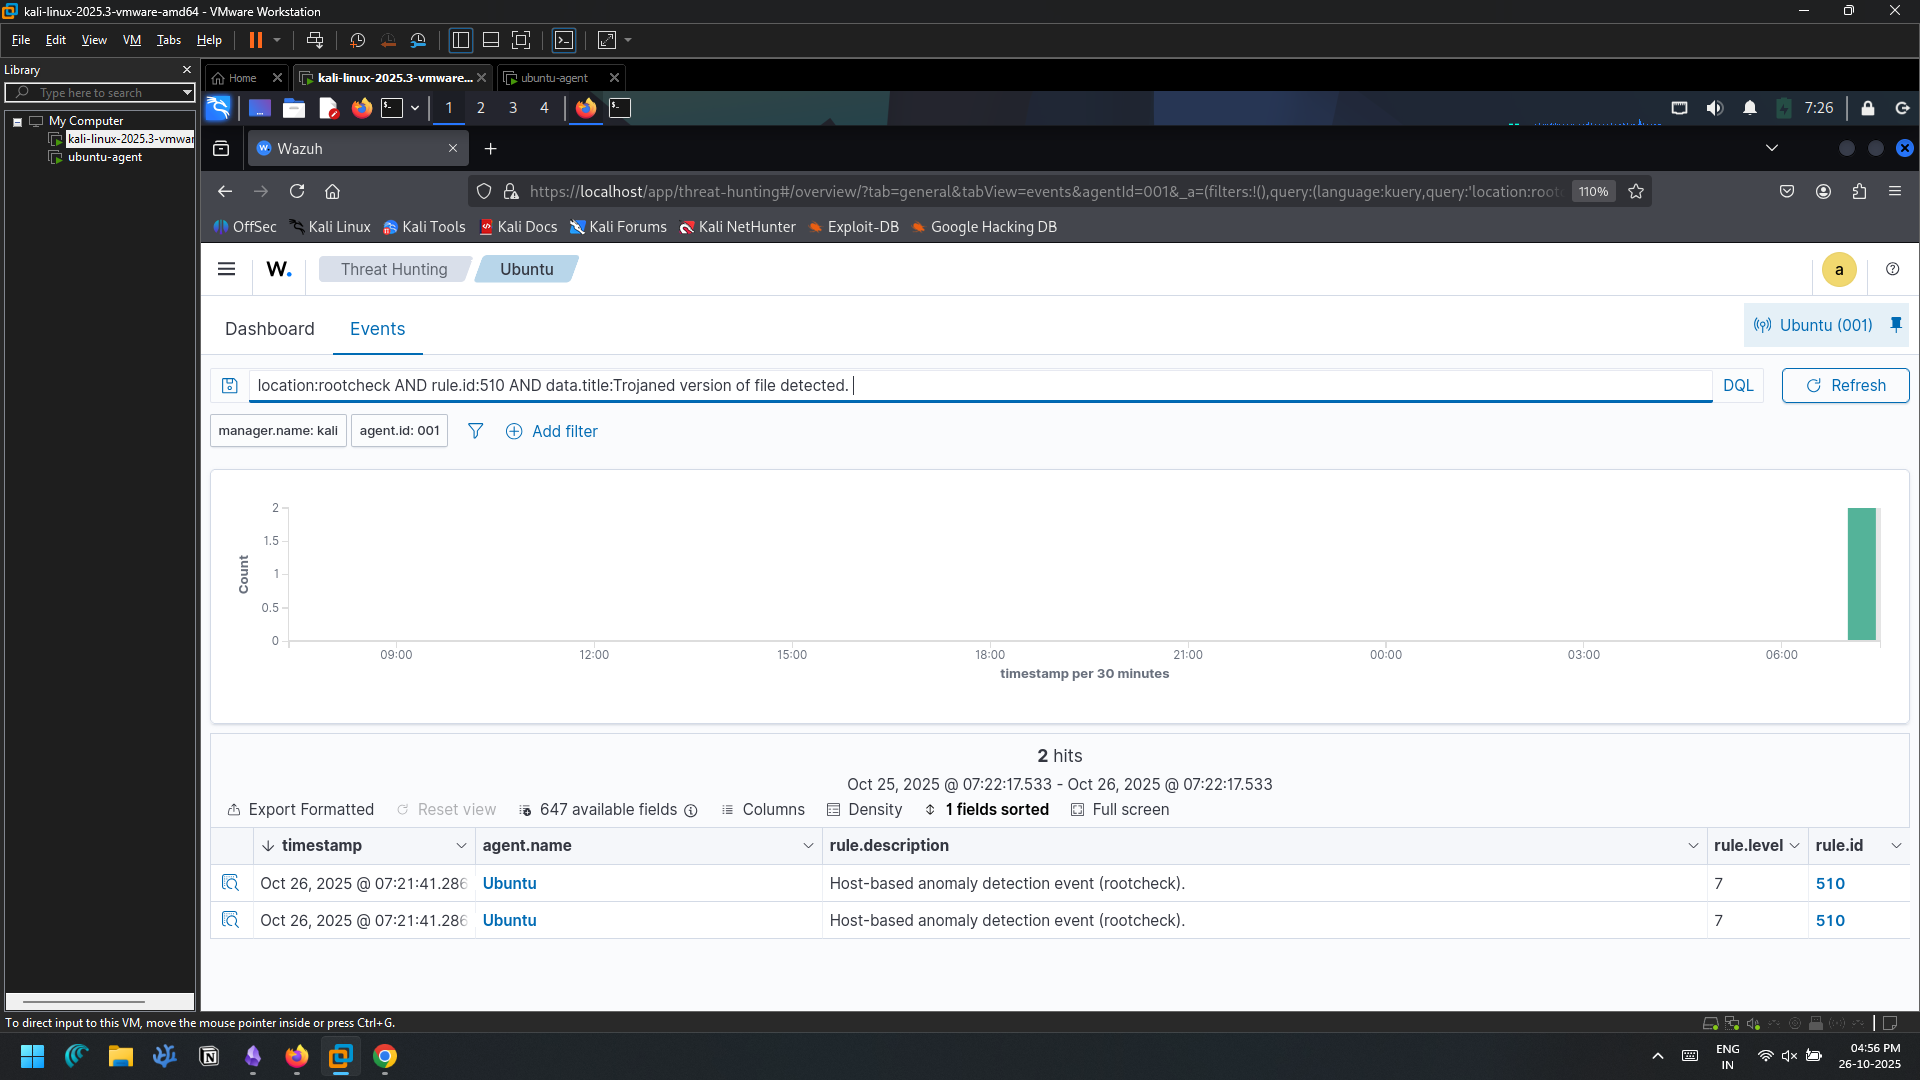 kali-linux-2025.3-vmware-amd64 - VMware Workstation
File Edit View VM Tabs Help
Library
Type here to search
My Computer
kali-linux-2025.3-vmwar
ubuntu-agent
Home
kali-linux-2025.3-vmware...
ubuntu-agent
1 2 3 4
7:26
Wazuh
https://localhost/app/threat-hunting#/overview/?tab=general&tabView=events&agentId=001&_a=(filters:!(),query:(language:kuery,query:'location:root
110%
OffSec Kali Linux Kali Tools Kali Docs Kali Forums Kali NetHunter Exploit-DB Google Hacking DB
W.
Threat Hunting
Ubuntu
a
Dashboard
Events
Ubuntu (001)
location:rootcheck AND rule.id:510 AND data.title:Trojaned version of file detected.
DQL
Refresh
manager.name: kali
agent.id: 001
Add filter
Count
2
1.5
1
0.5
0
09:00 12:00 15:00 18:00 21:00 00:00 03:00 06:00
timestamp per 30 minutes
2 hits
Oct 25, 2025 @ 07:22:17.533 - Oct 26, 2025 @ 07:22:17.533
Export Formatted Reset view 647 available fields Columns Density 1 fields sorted Full screen
timestamp agent.name rule.description rule.level rule.id
Oct 26, 2025 @ 07:21:41.286 Ubuntu Host-based anomaly detection event (rootcheck). 7 510
Oct 26, 2025 @ 07:21:41.286 Ubuntu Host-based anomaly detection event (rootcheck). 7 510
To direct input to this VM, move the mouse pointer inside or press Ctrl+G.
ENG
IN
04:56 PM
26-10-2025